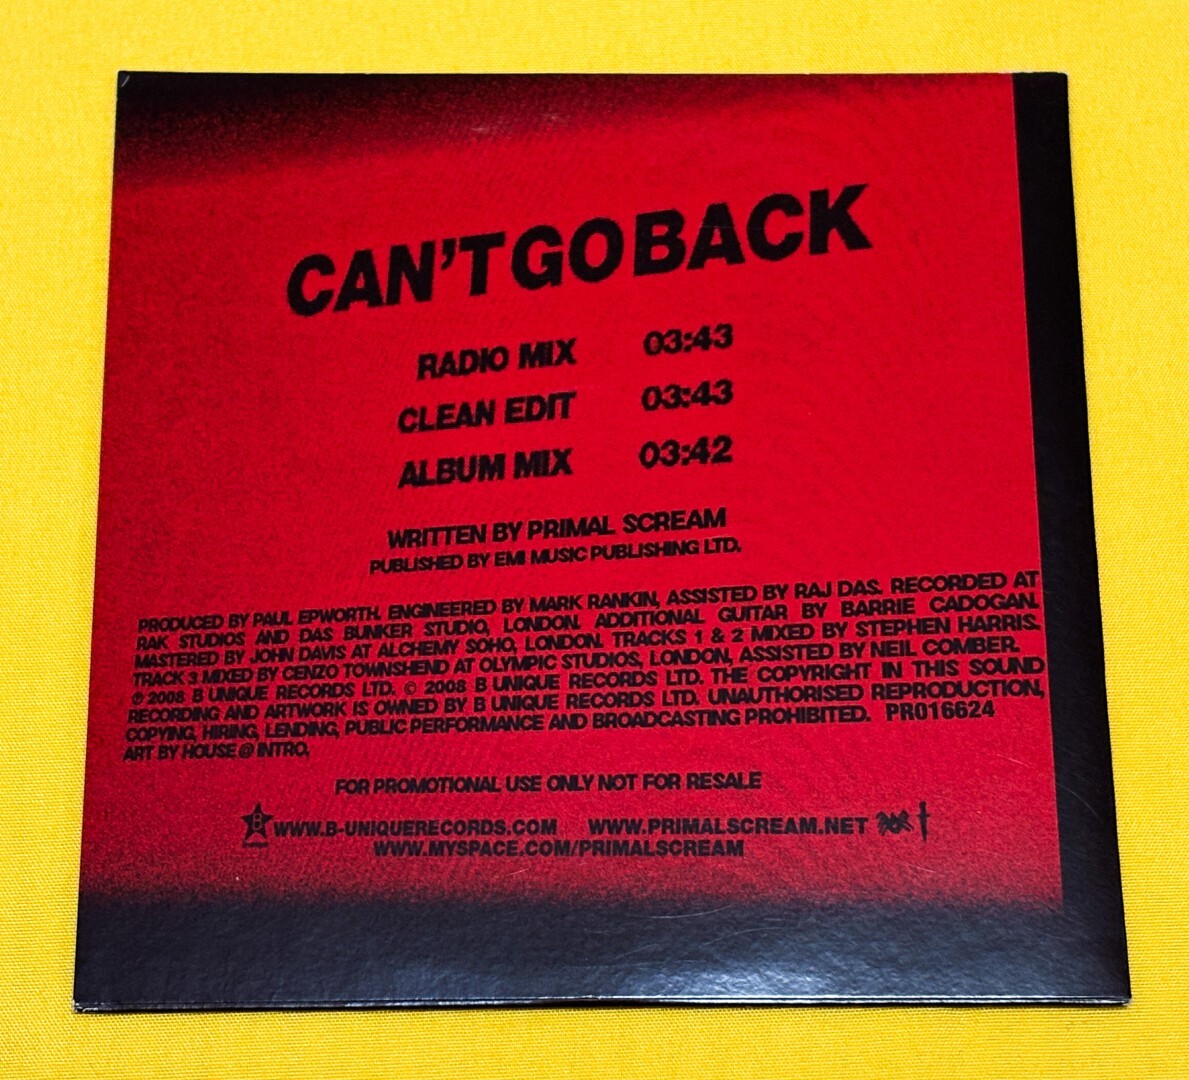 CAN'T GO BACK
RADIO MIX 03:43
CLEAN EDIT 03:43
ALBUM MIX 03:42
WRITTEN BY PRIMAL SCREAM
PUBLISHED BY EMI MUSIC PUBLISHING LTD.
PRODUCED BY PAUL EPWORTH, ENGINEERED BY MARK RANKIN, ASSISTED BY RAJ DAS. RECORDED AT
RAK STUDIOS AND DAS BUNKER STUDIO, LONDON. ADDITIONAL GUITAR BY BARRIE CADOGAN.
MASTERED BY JOHN DAVIS AT ALCHEMY SOHO, LONDON. TRACKS 1 & 2 MIXED BY STEPHEN HARRIS.
TRACK 3 MIXED BY CENZO TOWNSHEND AT OLYMPIC STUDIOS, LONDON, ASSISTED BY NEIL COMBER.
℗ 2008 B UNIQUE RECORDS LTD. © 2008 B UNIQUE RECORDS LTD. THE COPYRIGHT IN THIS SOUND
RECORDING AND ARTWORK IS OWNED BY B UNIQUE RECORDS LTD. UNAUTHORISED REPRODUCTION,
COPYING, HIRING, LENDING, PUBLIC PERFORMANCE AND BROADCASTING PROHIBITED. PR016624
ART BY HOUSE @ INTRO.
FOR PROMOTIONAL USE ONLY NOT FOR RESALE
B WWW.B-UNIQUERECORDS.COM WWW.PRIMALSCREAM.NET
WWW.MYSPACE.COM/PRIMALSCREAM